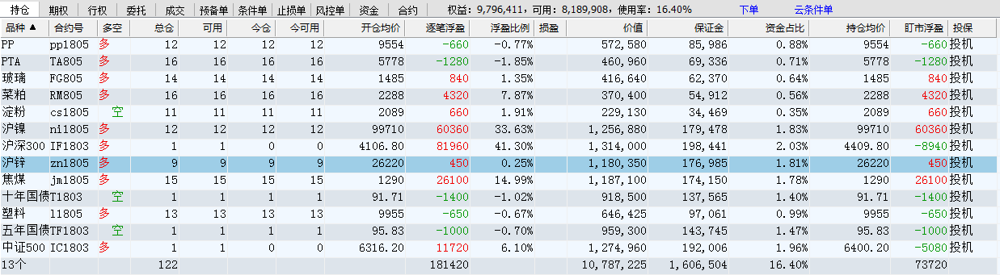 持仓 期权 行权 委托 成交 预备单 条件单 止损单 风控单 资金 合约 权益：9,796,411，可用：8,189,908，使用率：16.40% 下单 云条件单
品种▲ 合约号 多空 总仓 可用 今仓 今可用 开仓均价 逐笔浮盈 浮盈比例 损盈 价值 保证金 资金占比 持仓均价 盯市浮盈 投保
PP pp1805 多 12 12 12 12 9554 -660 -0.77% 572,580 85,986 0.88% 9554 -660 投机
PTA TA805 多 16 16 16 16 5778 -1280 -1.85% 460,960 69,336 0.71% 5778 -1280 投机
玻璃 FG805 多 14 14 14 14 1485 840 1.35% 416,640 62,370 0.64% 1485 840 投机
菜粕 RM805 多 16 16 16 16 2288 4320 7.87% 370,400 54,912 0.56% 2288 4320 投机
淀粉 cs1805 空 11 11 11 11 2089 660 1.91% 229,130 34,469 0.35% 2089 660 投机
沪镍 ni1805 多 12 12 12 12 99710 60360 33.63% 1,256,880 179,478 1.83% 99710 60360 投机
沪深300 IF1803 多 1 1 0 0 4106.80 81960 41.30% 1,314,000 198,441 2.03% 4409.80 -8940 投机
沪锌 zn1805 多 9 9 9 9 26220 450 0.25% 1,180,350 176,985 1.81% 26220 450 投机
焦煤 jm1805 多 15 15 15 15 1290 26100 14.99% 1,187,100 174,150 1.78% 1290 26100 投机
十年国债 T1803 空 1 1 1 1 91.71 -1400 -1.02% 918,500 137,565 1.40% 91.71 -1400 投机
塑料 l1805 多 13 13 13 13 9955 -650 -0.67% 646,425 97,061 0.99% 9955 -650 投机
五年国债 TF1803 空 1 1 1 1 95.83 -1000 -0.70% 959,300 143,745 1.47% 95.83 -1000 投机
中证500 IC1803 多 1 1 0 0 6316.20 11720 6.10% 1,274,960 192,006 1.96% 6400.20 -5080 投机
13个 122 181420 10,787,225 1,606,504 16.40% 73720